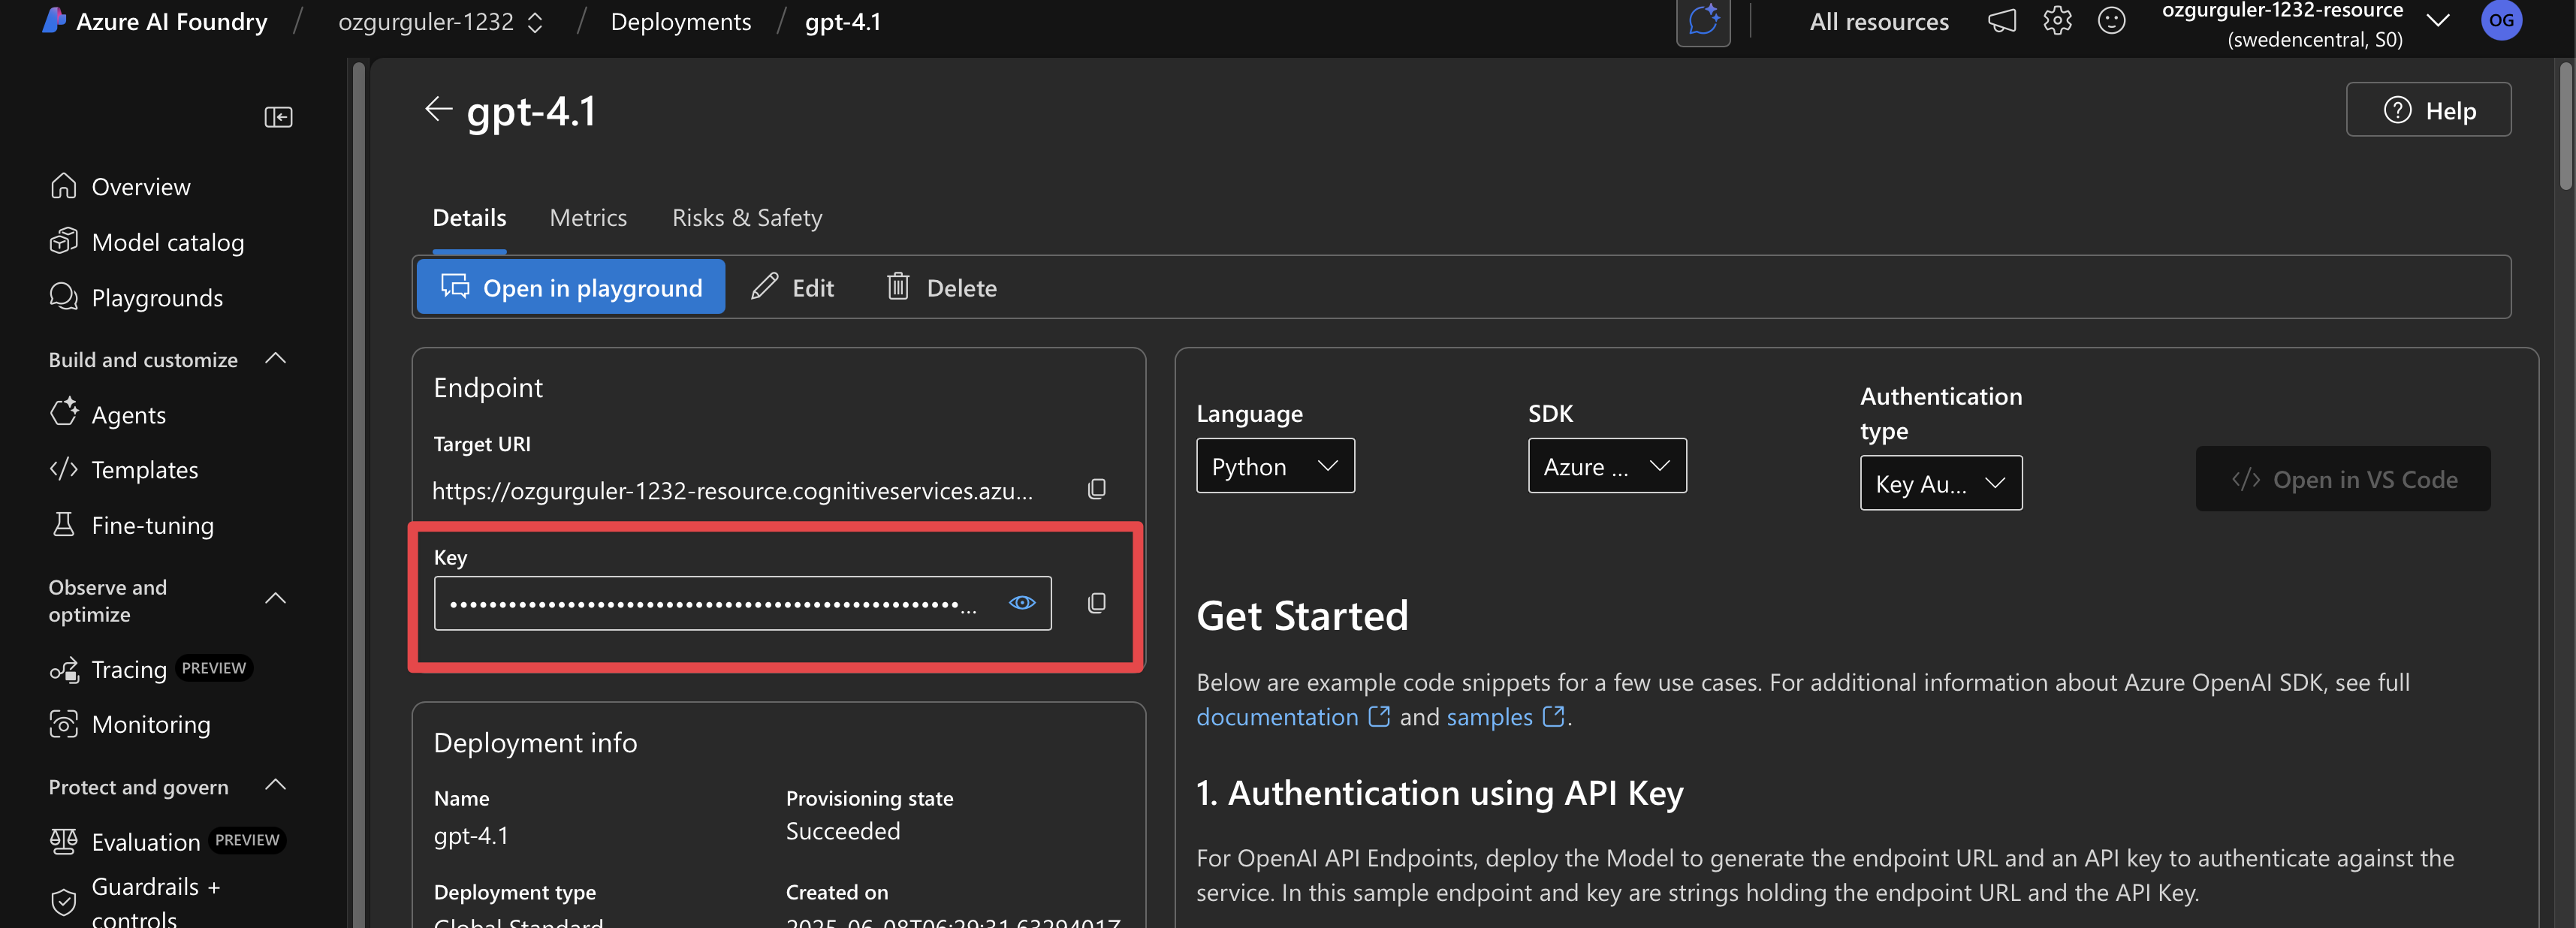 Azure AI Foundry / ozgurguler-1232 / Deployments / gpt-4.1
All resources
ozgurguler-1232-resource
(swedencentral, S0)
OG
Overview
Model catalog
Playgrounds
Build and customize
Agents
Templates
Fine-tuning
Observe and
optimize
Tracing PREVIEW
Monitoring
Protect and govern
Evaluation PREVIEW
Guardrails +
controls
gpt-4.1
Help
Details Metrics Risks & Safety
Open in playground Edit Delete
Endpoint
Target URI
https://ozgurguler-1232-resource.cognitiveservices.azu...
Key
Deployment info
Name Provisioning state
gpt-4.1 Succeeded
Deployment type Created on
Global Standard 2025-06-08T06:29:31.6329401Z
Language SDK Authentication
type
Python Azure ... Key Au...
Open in VS Code
Get Started
Below are example code snippets for a few use cases. For additional information about Azure OpenAI SDK, see full
documentation and samples .
1. Authentication using API Key
For OpenAI API Endpoints, deploy the Model to generate the endpoint URL and an API key to authenticate against the
service. In this sample endpoint and key are strings holding the endpoint URL and the API Key.